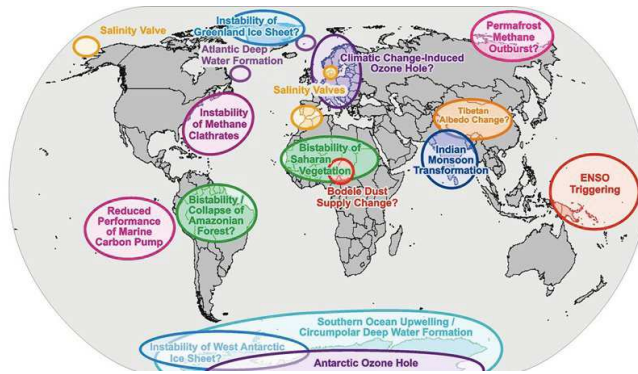 Salinity Valve
Instability of
Greenland Ice Sheet?
Atlantic Deep
Water Formation
Permafrost
Methane
Outburst?
Climatic Change-Induced
Ozone Hole?
Salinity Valves
Instability
of Methane
Clathrates
Tibetan
Albedo Change?
Bistability of
Saharan
Vegetation
Indian
Monsoon
Transformation
Bodele Dust
Supply Change?
ENSO
Triggering
Reduced
Performance
of Marine
Carbon Pump
Bistability /
Collapse of
Amazonian
Forest?
Southern Ocean Upwelling /
Circumpolar Deep Water Formation
Instability of West Antarctic
Ice Sheet?
Antarctic Ozone Hole